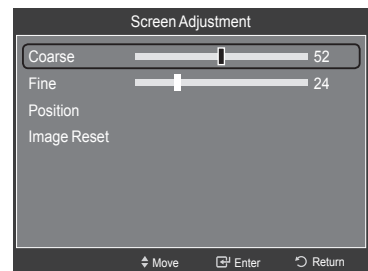 Screen Adjustment
Coarse 52
Fine 24
Position
Image Reset
Move Enter Return